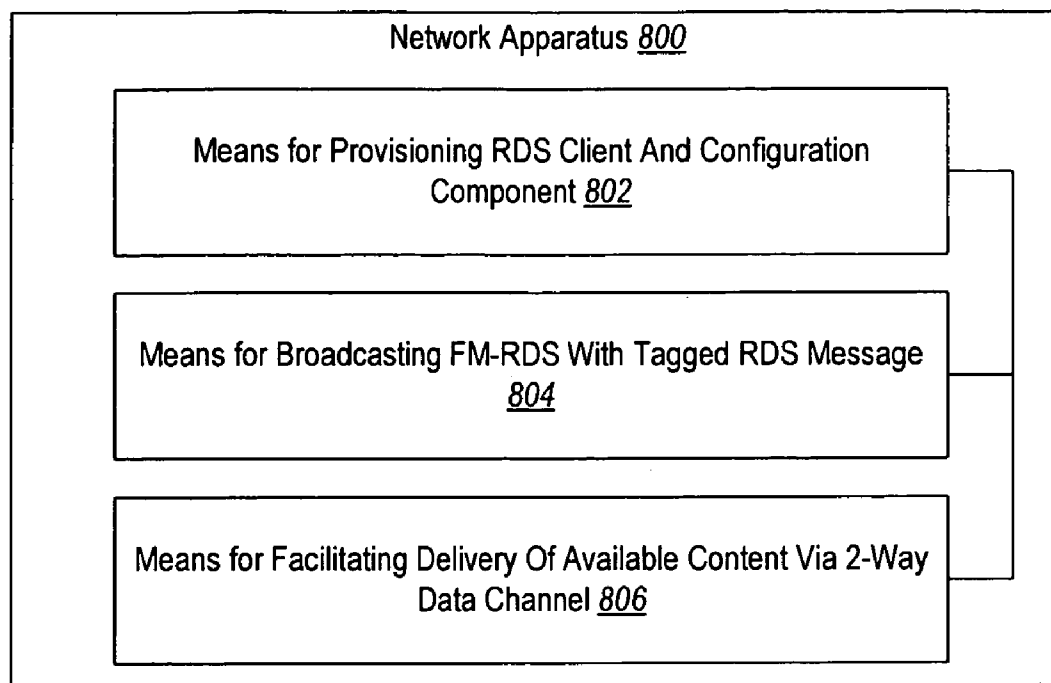 Network Apparatus 800
Means for Provisioning RDS Client And Configuration
Component 802
Means for Broadcasting FM-RDS With Tagged RDS Message
804
Means for Facilitating Delivery Of Available Content Via 2-Way
Data Channel 806